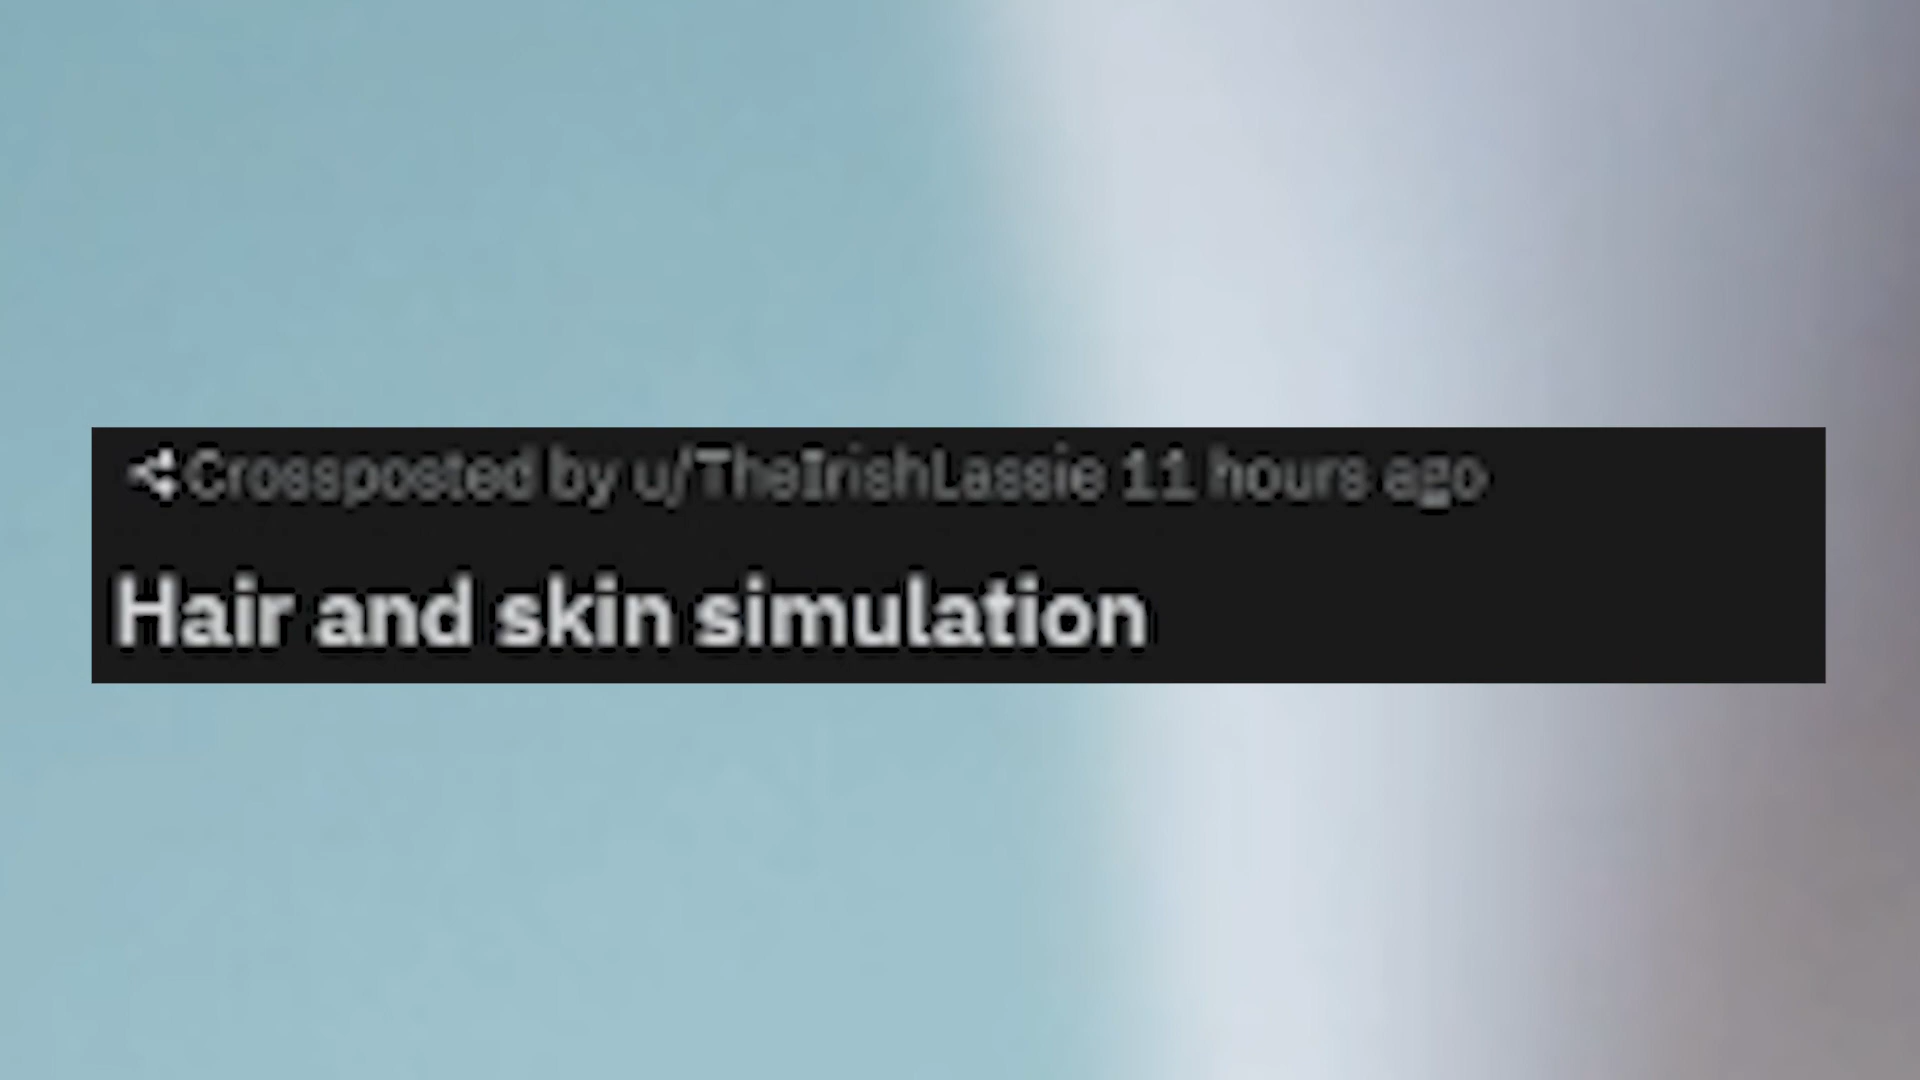 Crossposted by u/TheIrishLassie 11 hours ago
Hair and skin simulation